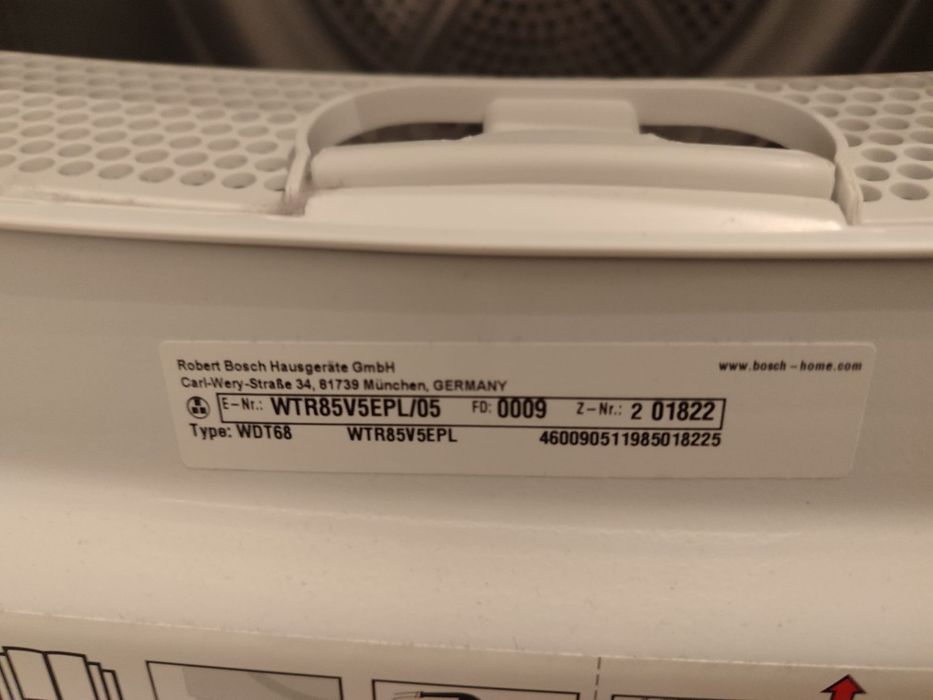 Robert Bosch Hausgeräte GmbH
www.bosch-home.com
Carl-Wery-Straße 34, 81739 München, GERMANY
E-Nr.: WTR85V5EPL/05 FD: 0009 Z-Nr.: 2 01822
Type: WDT68 WTR85V5EPL 460090511985018225